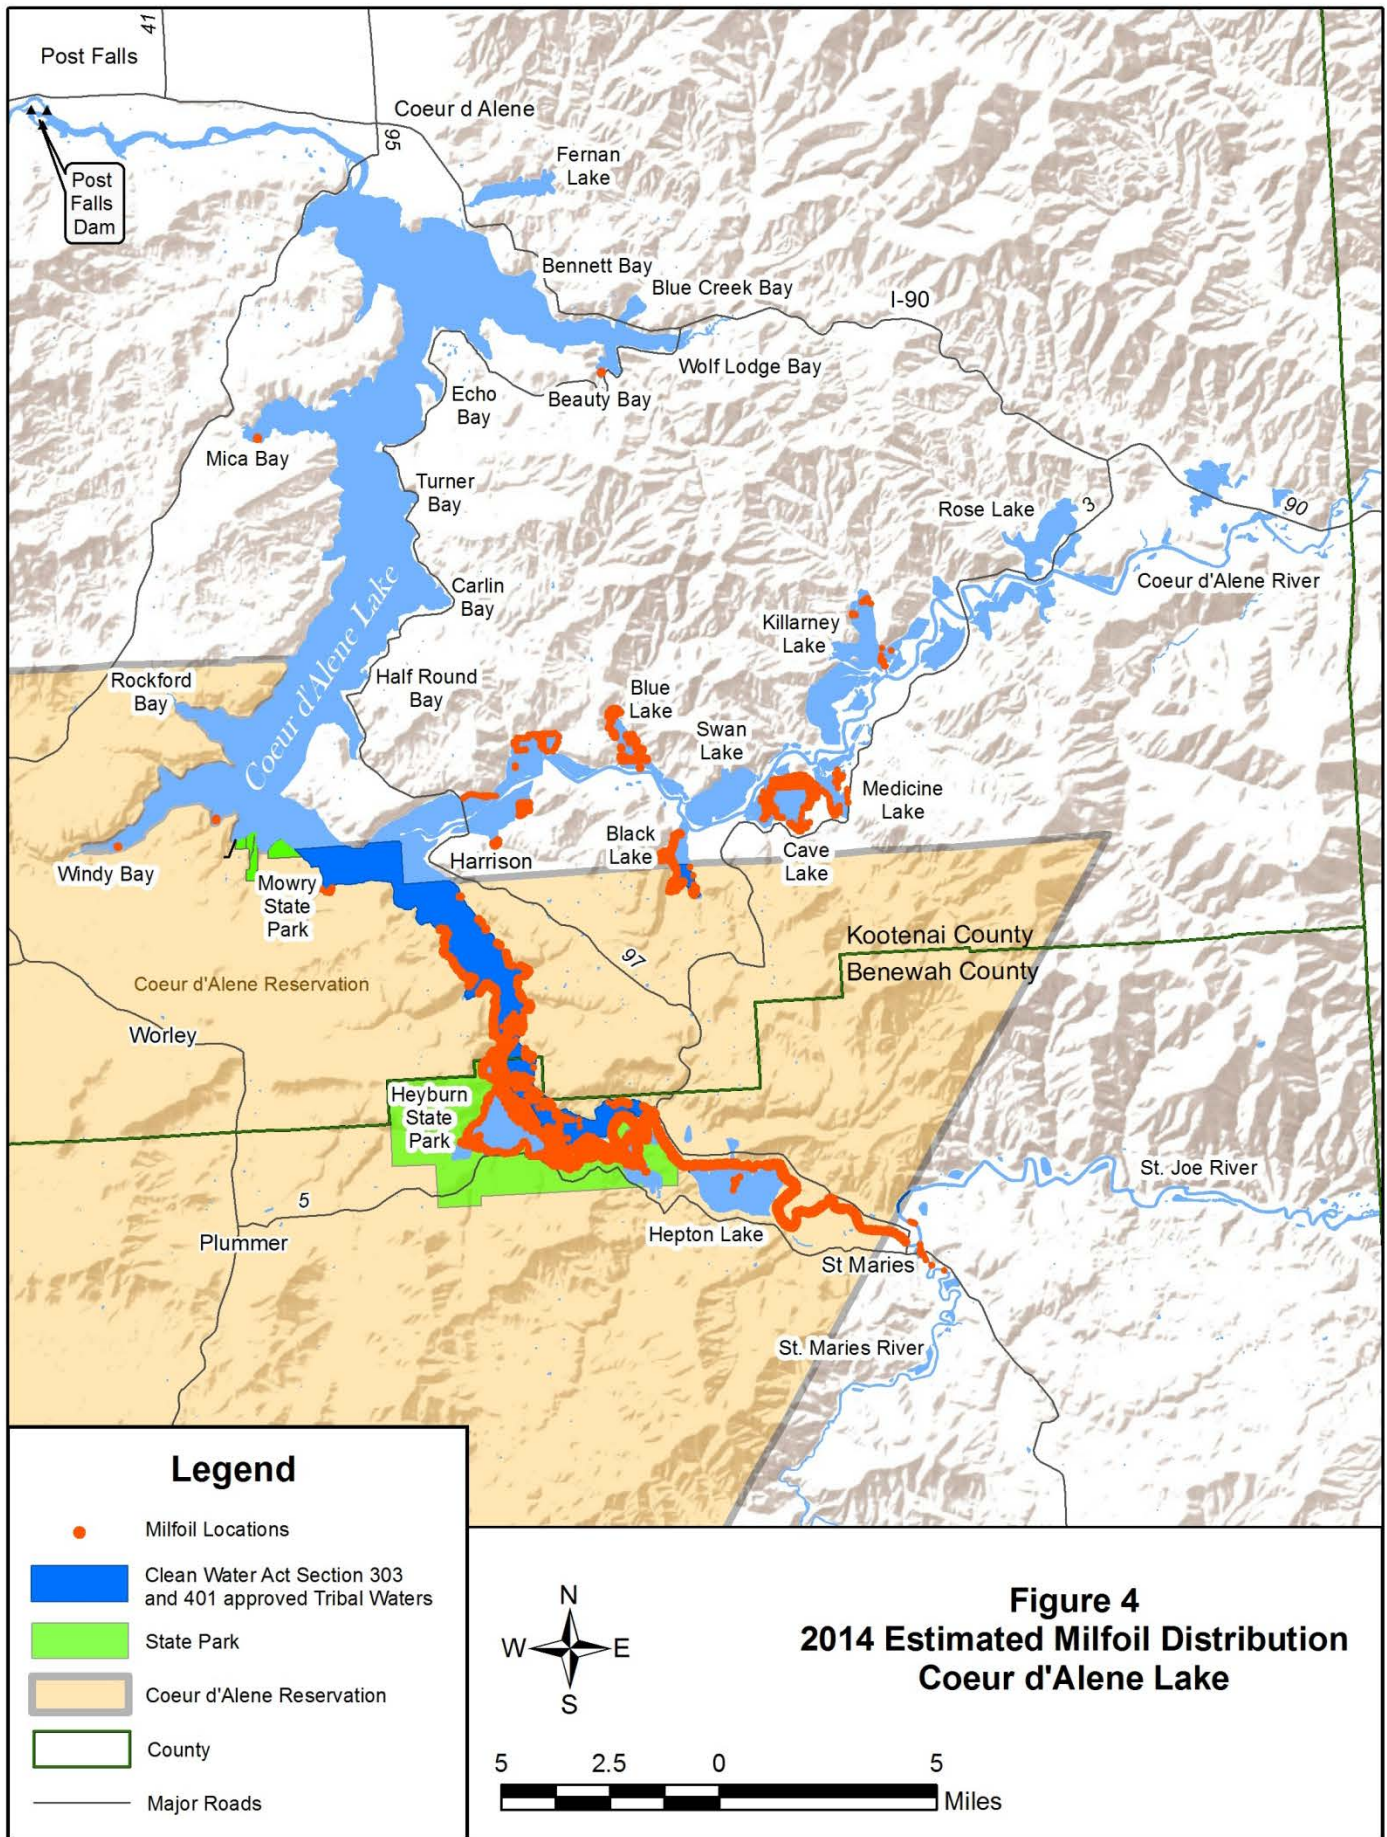 41
Post Falls
Coeur d Alene
95
Fernan
Lake
Post
Falls
Dam
Bennett Bay
Blue Creek Bay
I-90
Wolf Lodge Bay
Echo
Bay
Beauty Bay
Mica Bay
Turner
Bay
Rose Lake
3
90
Coeur d'Alene River
Carlin
Bay
Coeur d'Alene Lake
Killarney
Lake
Rockford
Bay
Half Round
Bay
Blue
Lake
Swan
Lake
Medicine
Lake
Black
Lake
Cave
Lake
Harrison
Windy Bay
Mowry
State
Park
Kootenai County
Benewah County
97
Coeur d'Alene Reservation
Worley
Heyburn
State
Park
St. Joe River
5
Plummer
Hepton Lake
St Maries
St. Maries River
Legend
Milfoil Locations
Clean Water Act Section 303
and 401 approved Tribal Waters
State Park
Coeur d'Alene Reservation
County
Major Roads
N
W
E
S
Figure 4
2014 Estimated Milfoil Distribution
Coeur d'Alene Lake
5 2.5 0 5
Miles